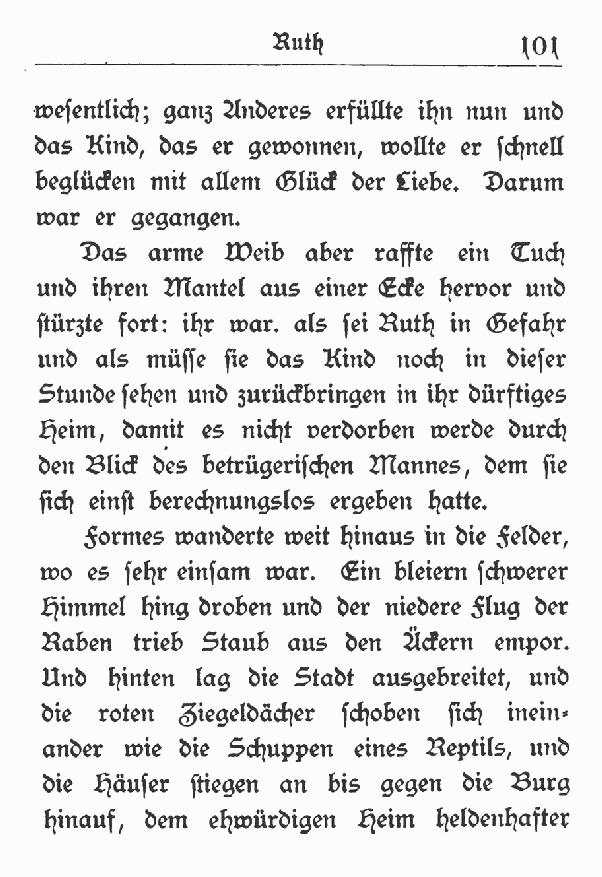 Ruth 101
wesentlich; ganz Anderes erfüllte ihn nun und
das Kind, das er gewonnen, wollte er schnell
beglücken mit allem Glück der Liebe. Darum
war er gegangen.
Das arme Weib aber raffte ein Tuch
und ihren Mantel aus einer Ecke hervor und
stürzte fort: ihr war. als sei Ruth in Gefahr
und als müsse sie das Kind noch in dieser
Stunde sehen und zurückbringen in ihr dürftiges
Heim, damit es nicht verdorben werde durch
den Blick des betrügerischen Mannes, dem sie
sich einst berechnungslos ergeben hatte.
Formes wanderte weit hinaus in die Felder,
wo es sehr einsam war. Ein bleiern schwerer
Himmel hing droben und der niedere Flug der
Raben trieb Staub aus den Äckern empor.
Und hinten lag die Stadt ausgebreitet, und
die roten Ziegeldächer schoben sich inein-
ander wie die Schuppen eines Reptils, und
die Häuser stiegen an bis gegen die Burg
hinauf, dem ehwürdigen Heim heldenhafter